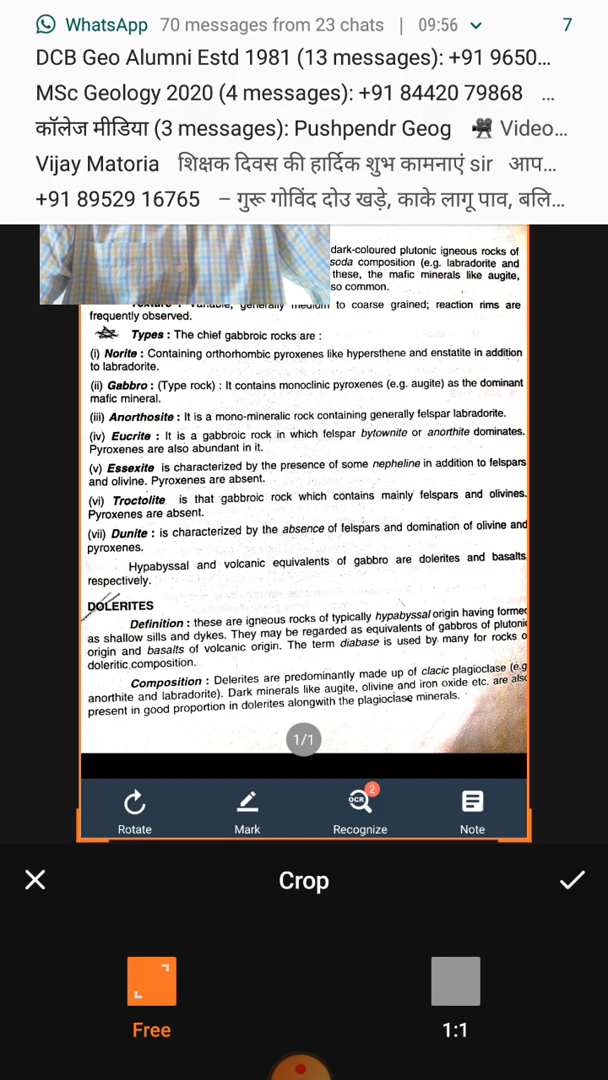 WhatsApp 70 messages from 23 chats | 09:56 7
DCB Geo Alumni Estd 1981 (13 messages): +91 9650...
MSc Geology 2020 (4 messages): +91 84420 79868 ...
कॉलेज मीडिया (3 messages): Pushpendr Geog 🎥 Video...
Vijay Matoria शिक्षक दिवस की हार्दिक शुभ कामनाएं sir आप...
+91 89529 16765 – गुरू गोविंद दोउ खड़े, काके लागू पाव, बलि...
dark-coloured plutonic igneous rocks of
soda composition (e.g. labradorite and
these, the mafic minerals like augite,
so common.
Texture : variable, generally medium to coarse grained; reaction rims are
frequently observed.
Types : The chief gabbroic rocks are :
(i) Norite : Containing orthorhombic pyroxenes like hypersthene and enstatite in addition
to labradorite.
(ii) Gabbro : (Type rock) : It contains monoclinic pyroxenes (e.g. augite) as the dominant
mafic mineral.
(iii) Anorthosite : It is a mono-mineralic rock containing generally felspar labradorite.
(iv) Eucrite : It is a gabbroic rock in which felspar bytownite or anorthite dominates.
Pyroxenes are also abundant in it.
(v) Essexite is characterized by the presence of some nepheline in addition to felspars
and olivine. Pyroxenes are absent.
(vi) Troctolite is that gabbroic rock which contains mainly felspars and olivines.
Pyroxenes are absent.
(vii) Dunite : is characterized by the absence of felspars and domination of olivine and
pyroxenes.
Hypabyssal and volcanic equivalents of gabbro are dolerites and basalts
respectively.
DOLERITES
Definition : these are igneous rocks of typically hypabyssal origin having formed
as shallow sills and dykes. They may be regarded as equivalents of gabbros of plutonic
origin and basalts of volcanic origin. The term diabase is used by many for rocks o
doleritic composition.
Composition : Delerites are predominantly made up of clacic plagioclase (e.g
anorthite and labradorite). Dark minerals like augite, olivine and iron oxide etc. are also
present in good proportion in dolerites alongwith the plagioclase minerals.
1/1
OCR 2
Rotate Mark Recognize Note
Crop
Free 1:1